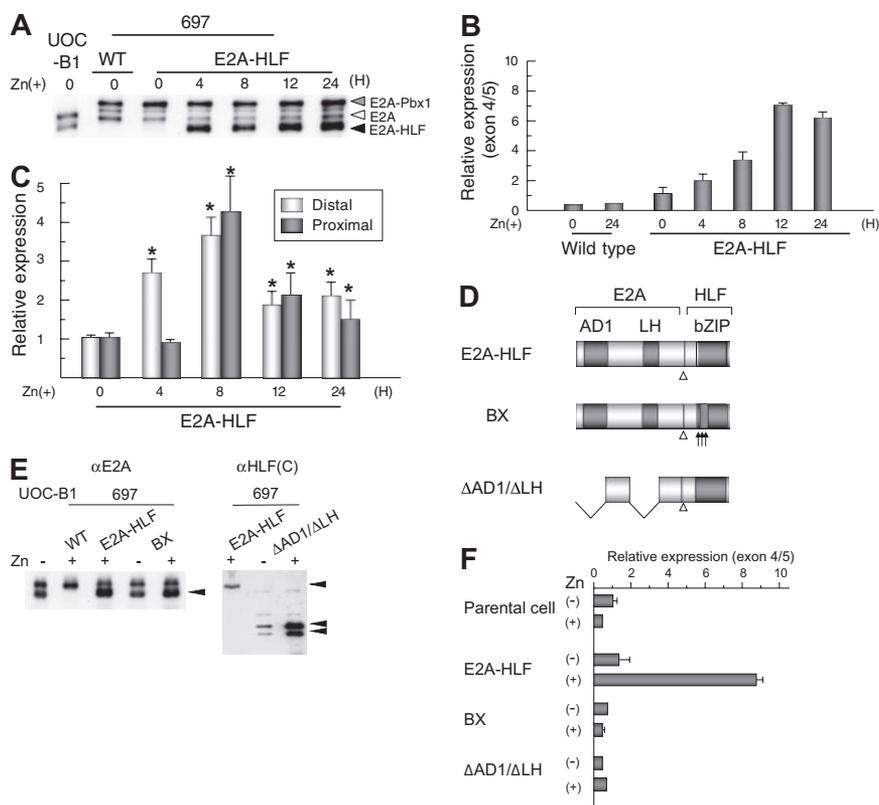 A
697
UOC
-B1
WT
E2A-HLF
Zn(+) 0 0 0 4 8 12 24 (H)
E2A-Pbx1
E2A
E2A-HLF
B
Relative expression
(exon 4/5)
10
8
6
4
2
0
Zn(+) 0 24 0 4 8 12 24 (H)
Wild type E2A-HLF
C
Relative expression
5
4
3
2
1
* * * * * * *
Distal
Proximal
Zn(+) 0 4 8 12 24 (H)
E2A-HLF
D
E2A HLF
AD1 LH bZIP
E2A-HLF
BX
ΔAD1/ΔLH
E
αE2A αHLF(C)
UOC-B1 697 697
WT E2A-HLF BX E2A-HLF ΔAD1/ΔLH
Zn - + + - + + - +
F
Relative expression (exon 4/5)
Zn 0 2 4 6 8 10
Parental cell (-)
(+)
E2A-HLF (-)
(+)
BX (-)
(+)
ΔAD1/ΔLH (-)
(+)